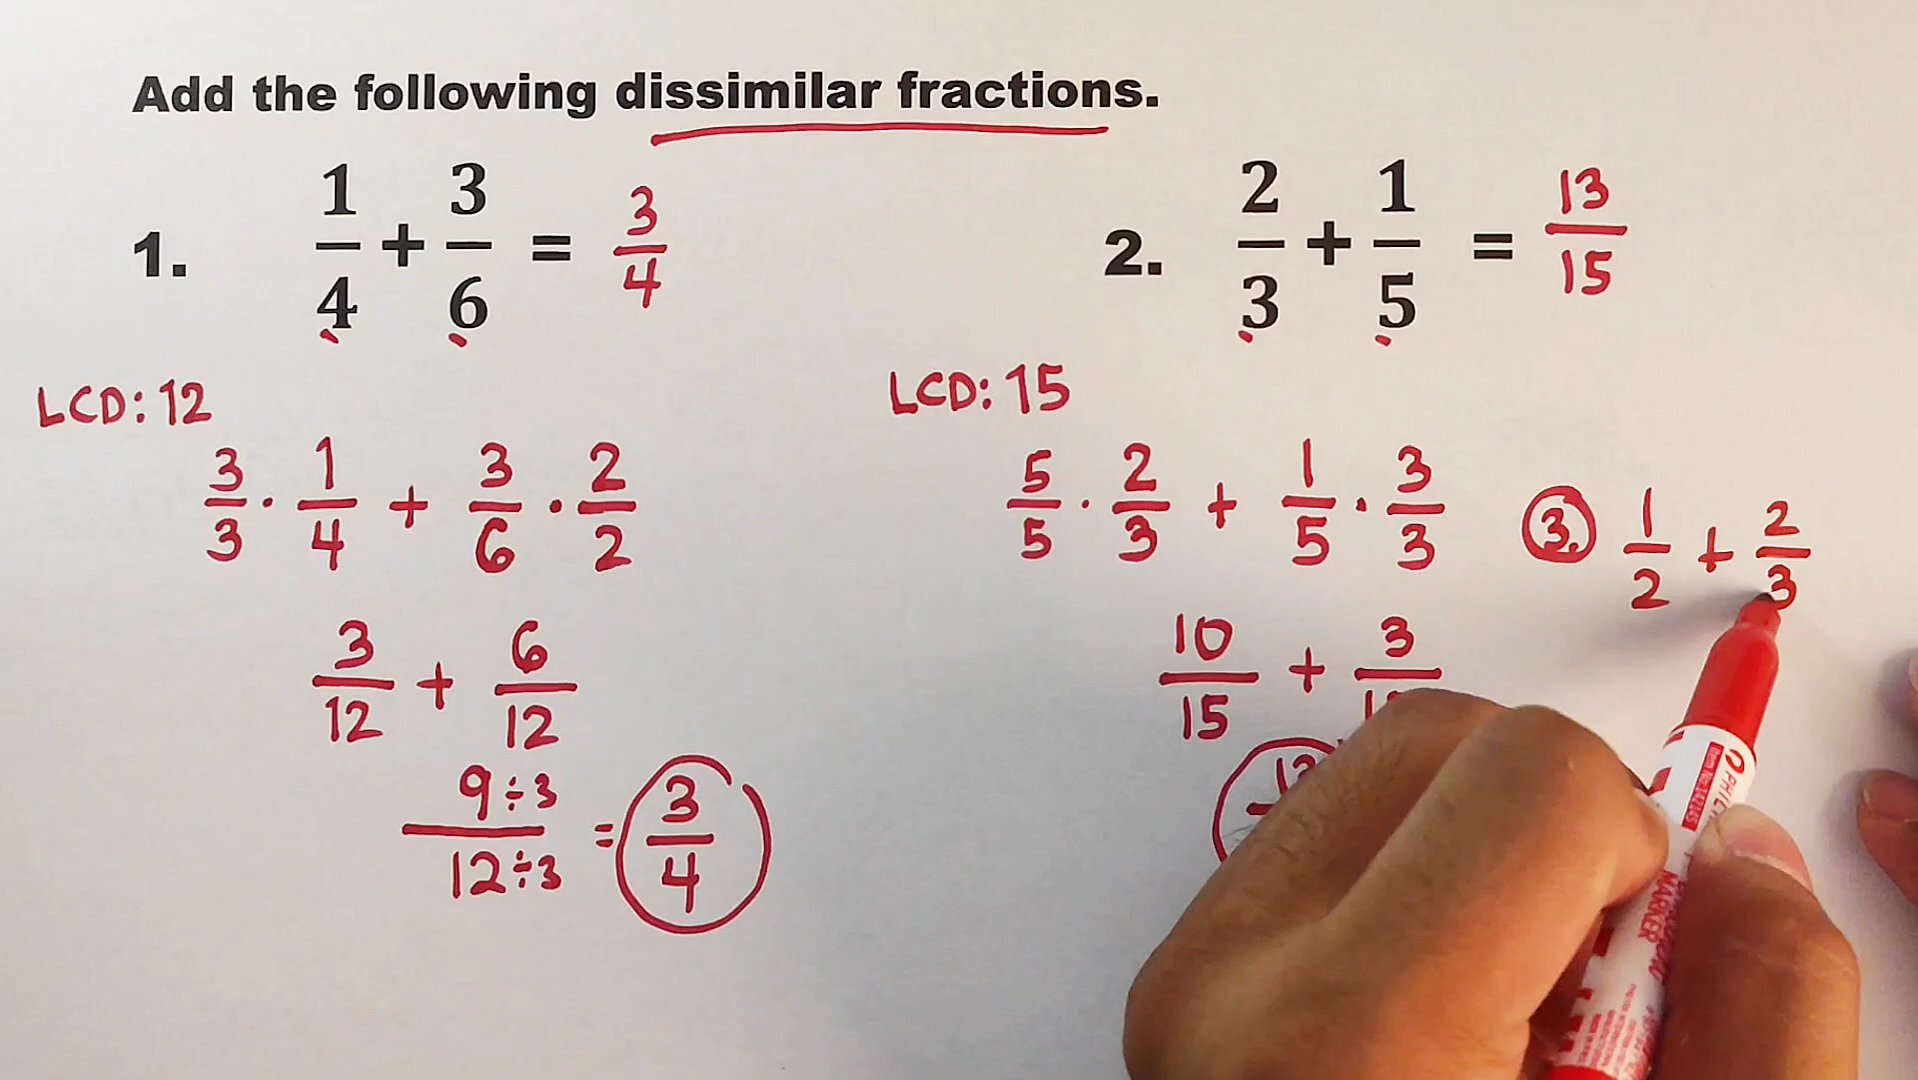 Add the following dissimilar fractions.
1. 1/4 + 3/6 = 3/4
LCD: 12
3/3 · 1/4 + 3/6 · 2/2
3/12 + 6/12
9÷3/12÷3 = 3/4
2. 2/3 + 1/5 = 13/15
LCD: 15
5/5 · 2/3 + 1/5 · 3/3
10/15 + 3/
3. 1/2 + 2/3
MARKER